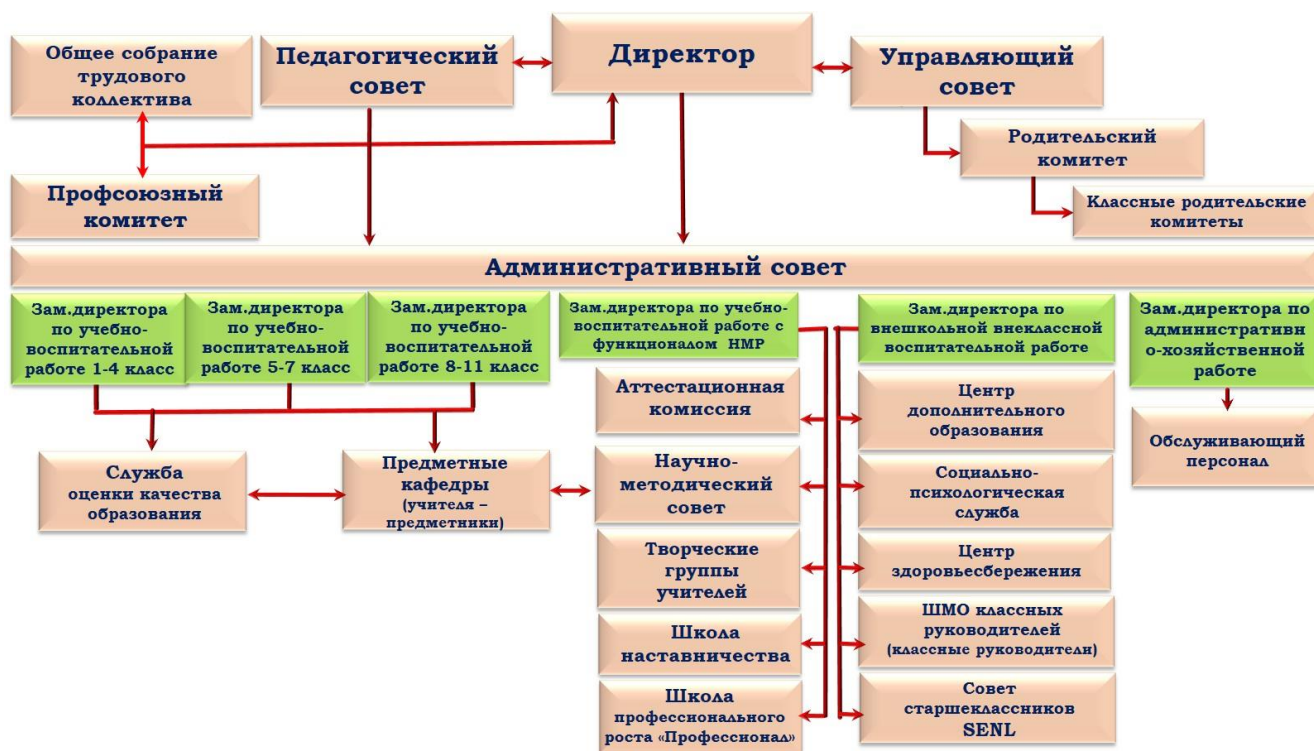 Общее собрание
трудового
коллектива
Педагогический
совет
Директор
Управляющий
совет
Родительский
комитет
Профсоюзный
комитет
Классные родительские
комитеты
Административный совет
Зам.директора
по учебно-
воспитательной
работе 1-4 класс
Зам.директора
по учебно-
воспитательной
работе 5-7 класс
Зам.директора
по учебно-
воспитательной
работе 8-11 класс
Зам.директора по учебно-
воспитательной работе с
функционалом НМР
Зам.директора по
внешкольной внеклассной
воспитательной работе
Зам.директора по
административн
о-хозяйственной
работе
Аттестационная
комиссия
Центр
дополнительного
образования
Обслуживающий
персонал
Служба
оценки качества
образования
Предметные
кафедры
(учителя –
предметники)
Научно-
методический
совет
Социально-
психологическая
служба
Творческие
группы
учителей
Центр
здоровьесбережения
Школа
наставничества
ШМО классных
руководителей
(классные руководители)
Школа
профессионального
роста «Профессионал»
Совет
старшеклассников
SENL